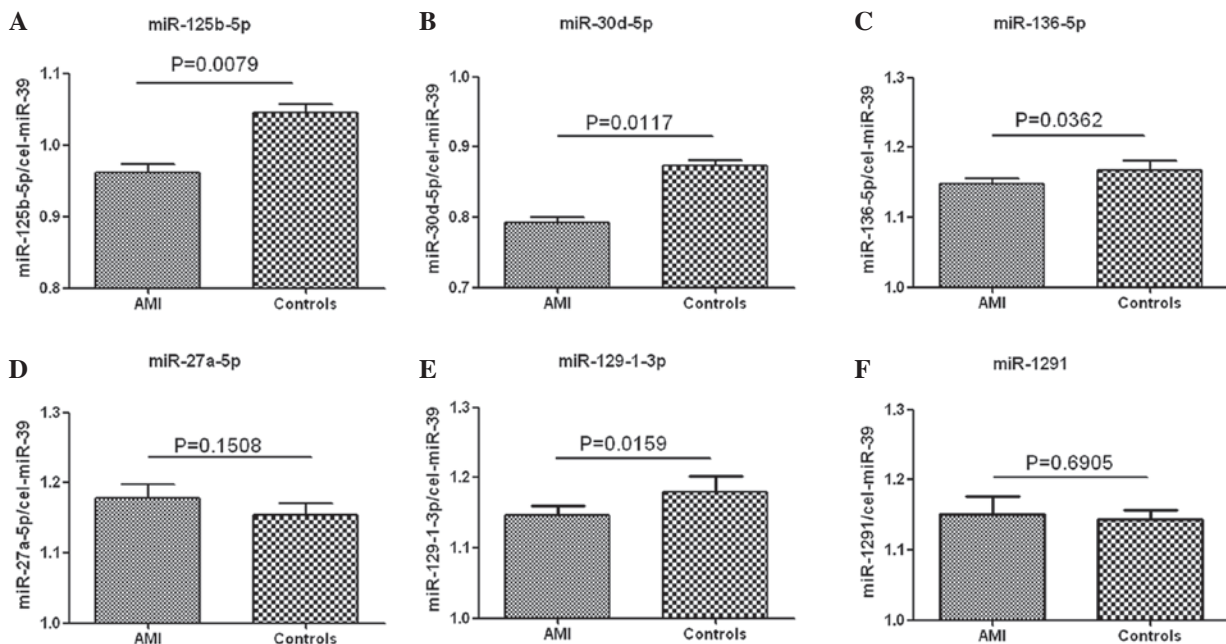 A
miR-125b-5p
P=0.0079
miR-125b-5p/cel-miR-39
1.1
1.0
0.9
0.8
AMI
Controls
B
miR-30d-5p
P=0.0117
miR-30d-5p/cel-miR-39
1.0
0.9
0.8
0.7
AMI
Controls
C
miR-136-5p
P=0.0362
miR-136-5p/cel-miR-39
1.3
1.2
1.1
1.0
AMI
Controls
D
miR-27a-5p
P=0.1508
miR-27a-5p/cel-miR-39
1.3
1.2
1.1
1.0
AMI
Controls
E
miR-129-1-3p
P=0.0159
miR-129-1-3p/cel-miR-39
1.3
1.2
1.1
1.0
AMI
Controls
F
miR-1291
P=0.6905
miR-1291/cel-miR-39
1.3
1.2
1.1
1.0
AMI
Controls